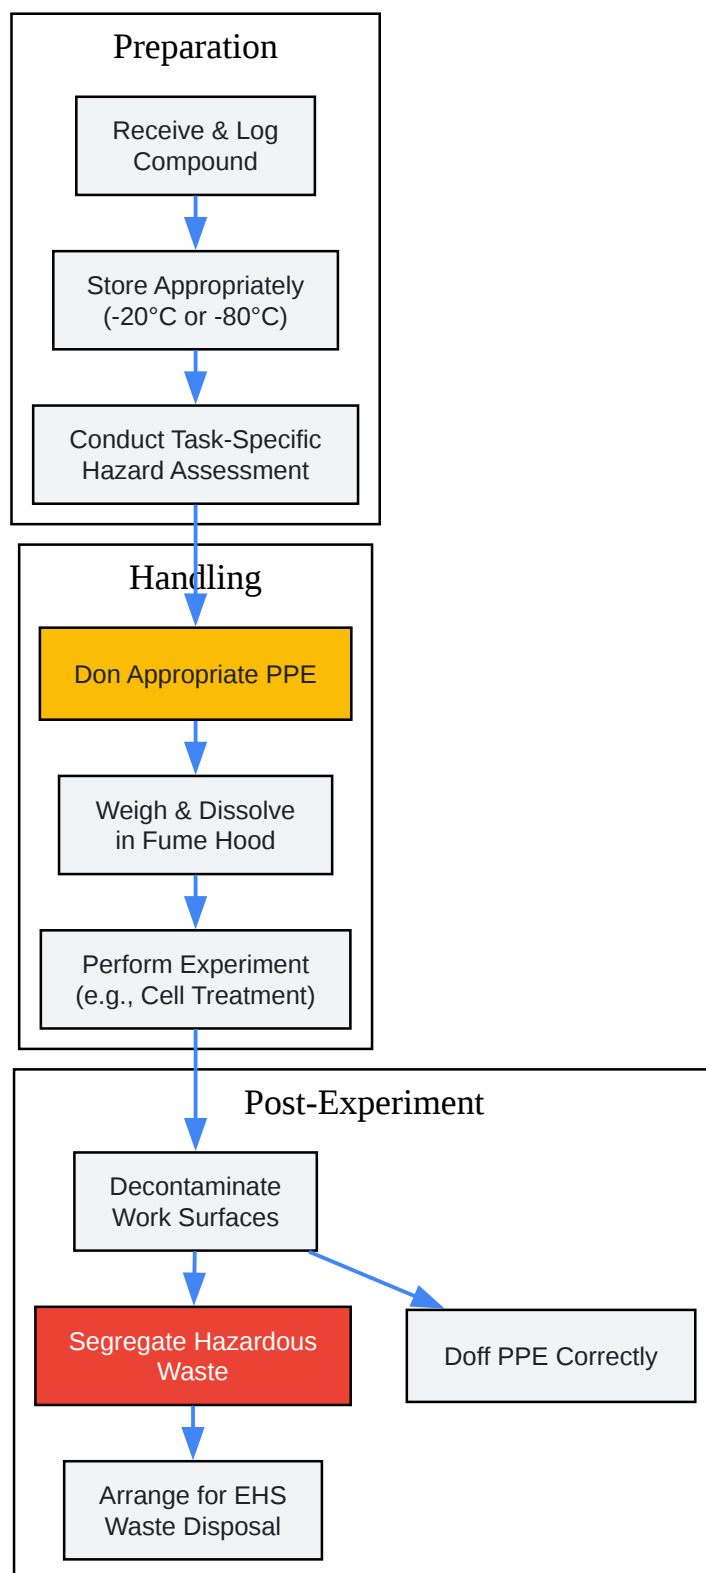 Preparation
Receive & Log
Compound
Store Appropriately
(-20°C or -80°C)
Conduct Task-Specific
Hazard Assessment
Handling
Don Appropriate PPE
Weigh & Dissolve
in Fume Hood
Perform Experiment
(e.g., Cell Treatment)
Post-Experiment
Decontaminate
Work Surfaces
Segregate Hazardous
Waste
Doff PPE Correctly
Arrange for EHS
Waste Disposal